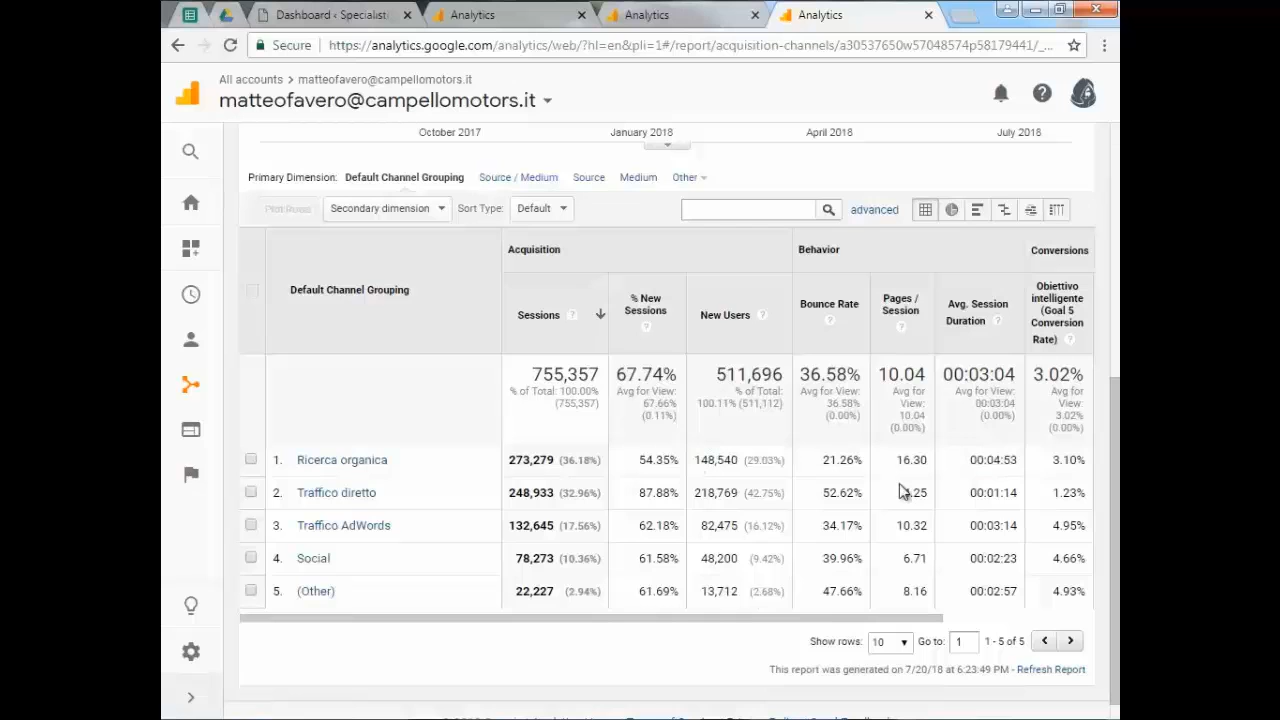 Dashboard ‹ Specialist
Analytics
Analytics
Analytics
Secure https://analytics.google.com/analytics/web/?hl=en&pli=1#/report/acquisition-channels/a30537650w57048574p58179441/_...
All accounts > matteofavero@campellomotors.it
matteofavero@campellomotors.it
October 2017 January 2018 April 2018 July 2018
Primary Dimension: Default Channel Grouping Source / Medium Source Medium Other
Plot Rows Secondary dimension Sort Type: Default advanced
Acquisition Behavior Conversions
Default Channel Grouping
Sessions ?
% New Sessions ?
New Users ?
Bounce Rate ?
Pages / Session ?
Avg. Session Duration ?
Obiettivo intelligente (Goal 5 Conversion Rate) ?
755,357 67.74% 511,696 36.58% 10.04 00:03:04 3.02%
% of Total: 100.00% (755,357)
Avg for View: 67.66% (0.11%)
% of Total: 100.11% (511,112)
Avg for View: 36.58% (0.00%)
Avg for View: 10.04 (0.00%)
Avg for View: 00:03:04 (0.00%)
Avg for View: 3.02% (0.00%)
1. Ricerca organica 273,279 (36.18%) 54.35% 148,540 (29.03%) 21.26% 16.30 00:04:53 3.10%
2. Traffico diretto 248,933 (32.96%) 87.88% 218,769 (42.75%) 52.62% .25 00:01:14 1.23%
3. Traffico AdWords 132,645 (17.56%) 62.18% 82,475 (16.12%) 34.17% 10.32 00:03:14 4.95%
4. Social 78,273 (10.36%) 61.58% 48,200 (9.42%) 39.96% 6.71 00:02:23 4.66%
5. (Other) 22,227 (2.94%) 61.69% 13,712 (2.68%) 47.66% 8.16 00:02:57 4.93%
Show rows: 10 Go to: 1 1 - 5 of 5
This report was generated on 7/20/18 at 6:23:49 PM - Refresh Report